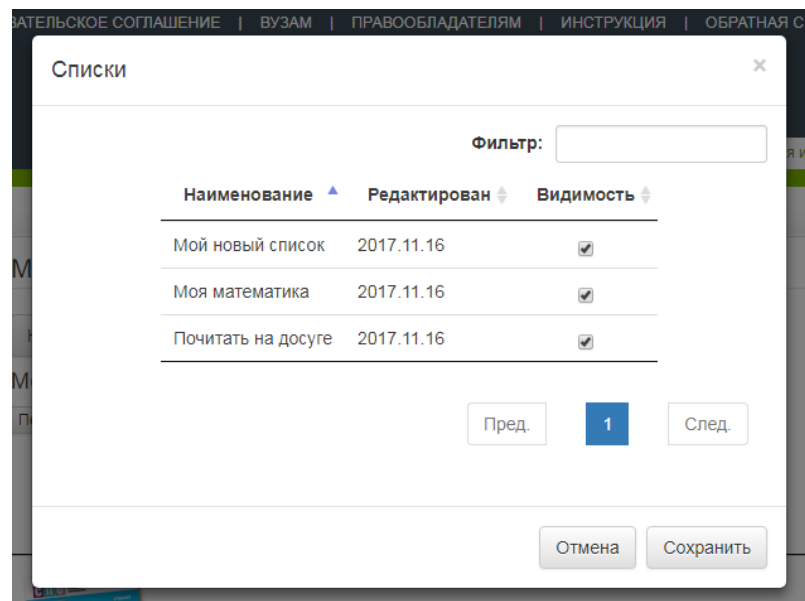 СОГЛАШЕНИЕ | ВУЗАМ | ПРАВООБЛАДАТЕЛЯМ | ИНСТРУКЦИЯ | ОБРАТНАЯ
Списки ×
Фильтр:
Наименование Редактирован Видимость
Мой новый список 2017.11.16
Моя математика 2017.11.16
Почитать на досуге 2017.11.16
Пред. 1 След.
Отмена Сохранить